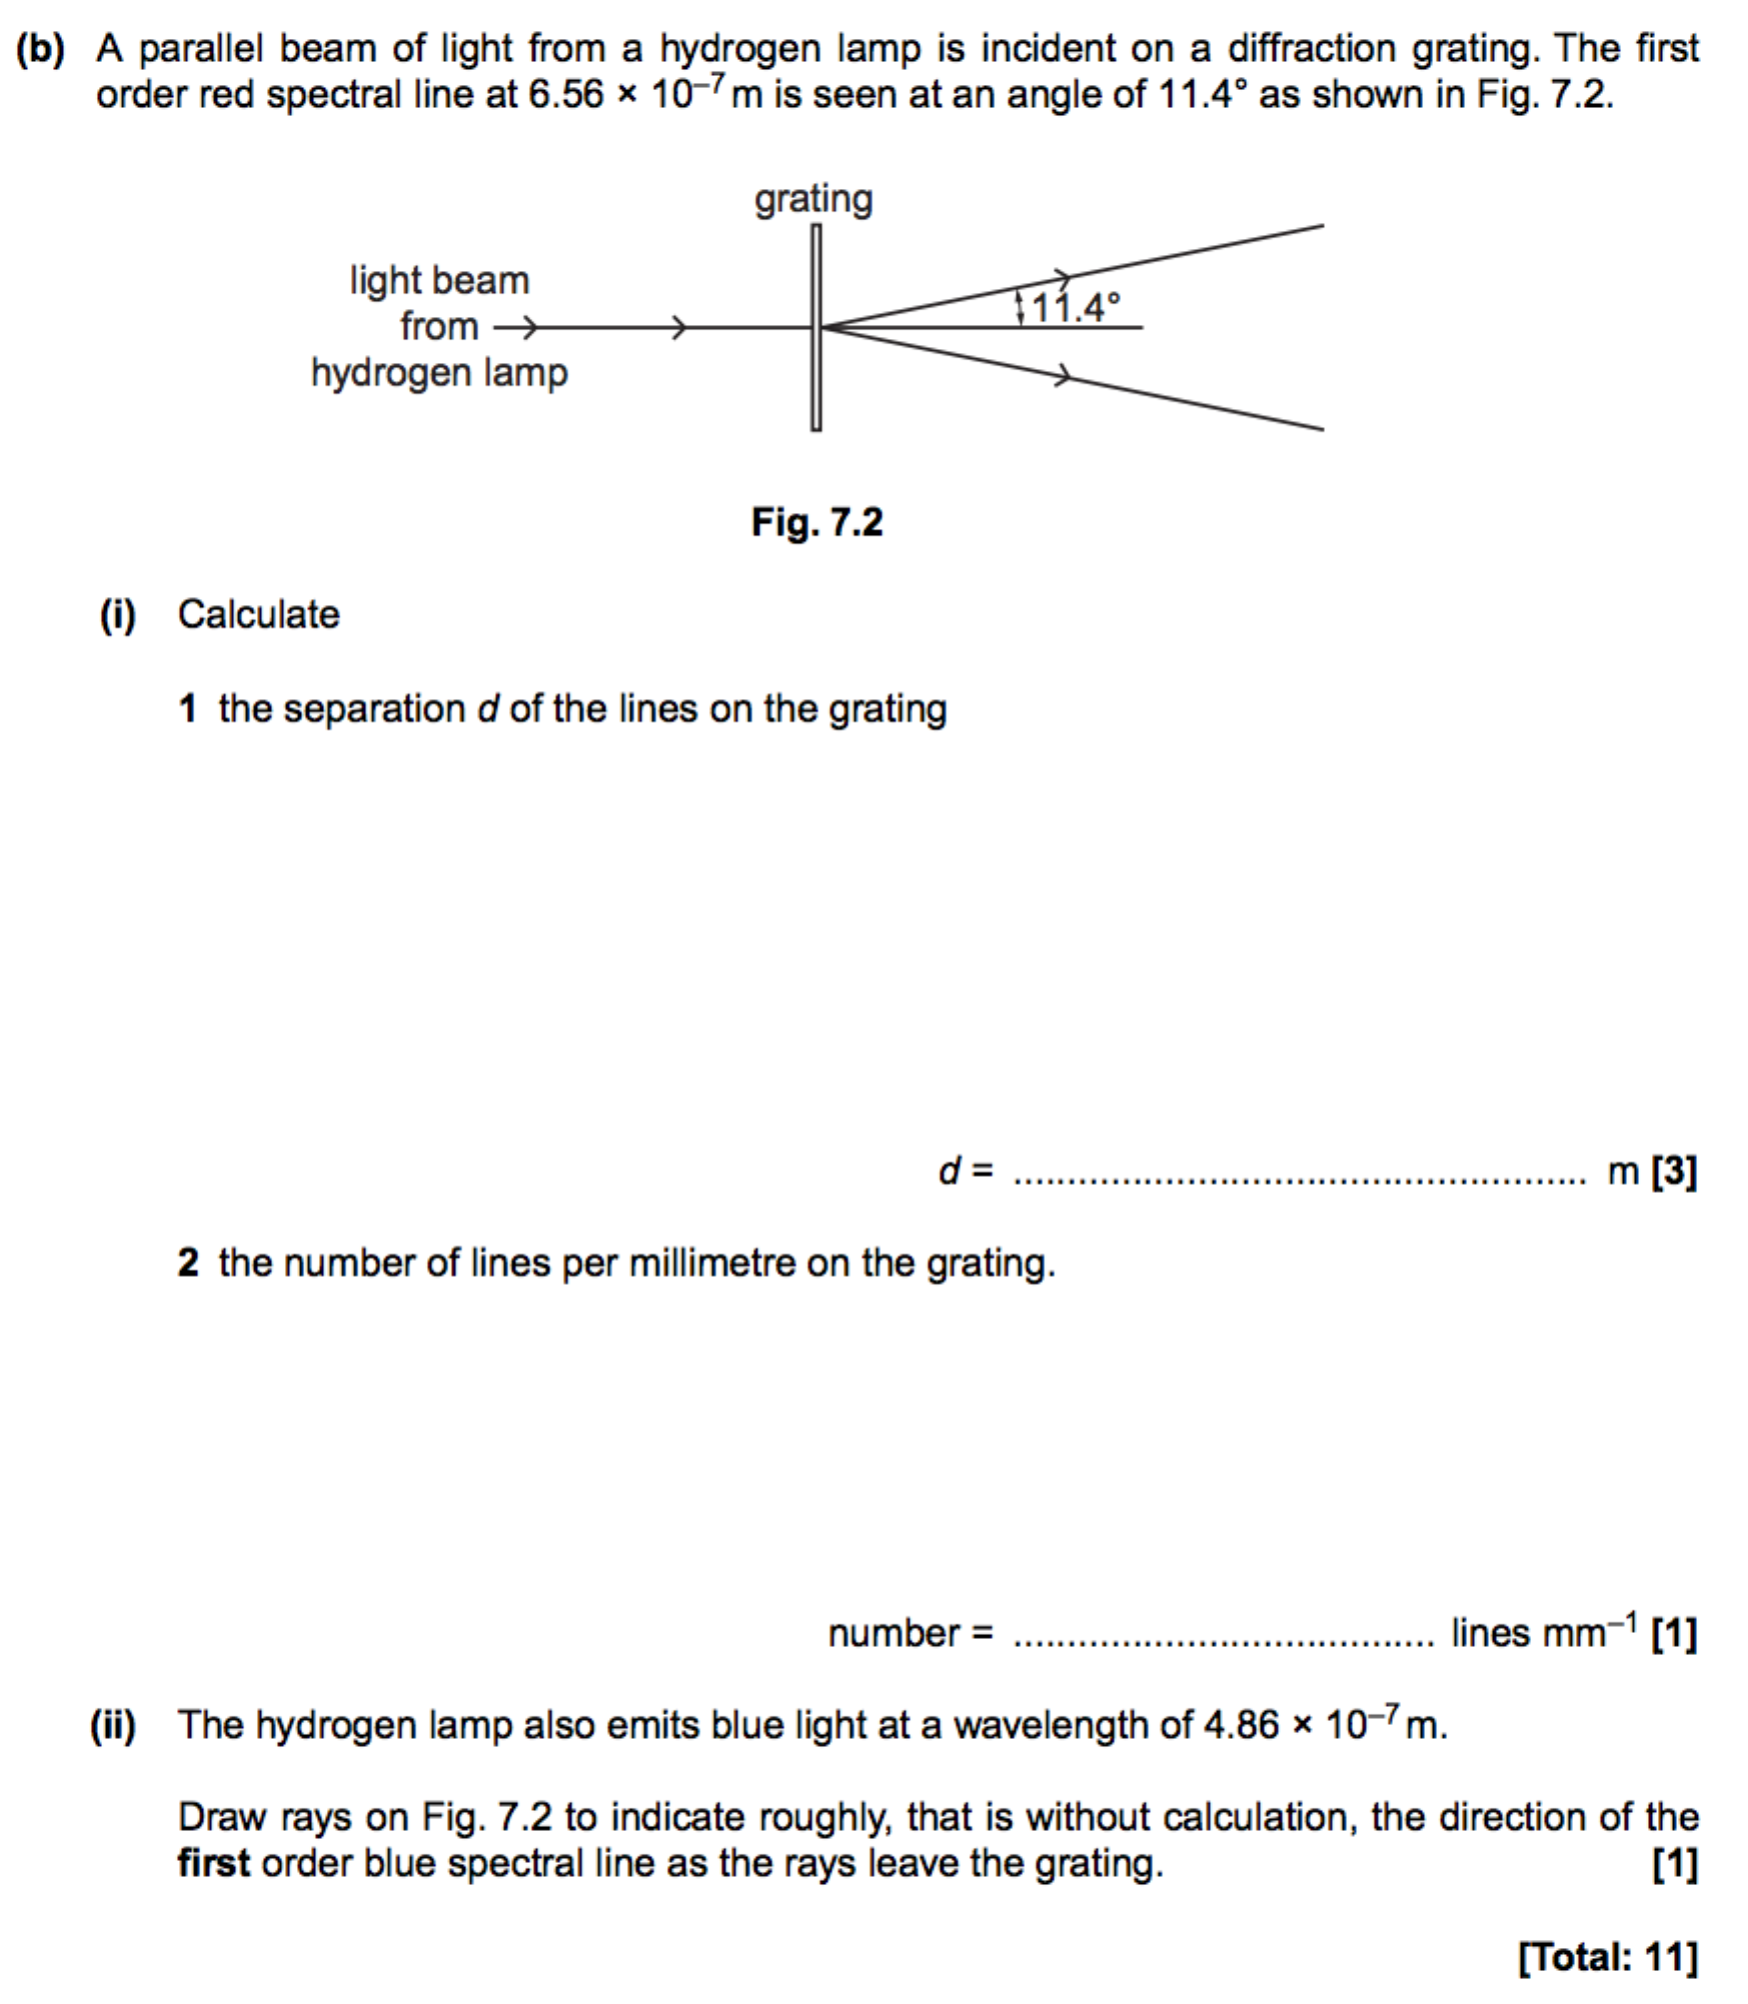 (b) A parallel beam of light from a hydrogen lamp is incident on a diffraction grating. The first
order red spectral line at 6.56 × 10⁻⁷ m is seen at an angle of 11.4° as shown in Fig. 7.2.
grating
light beam
from
hydrogen lamp
11.4°
Fig. 7.2
(i) Calculate
1 the separation d of the lines on the grating
d = ...................................................... m [3]
2 the number of lines per millimetre on the grating.
number = ........................................ lines mm⁻¹ [1]
(ii) The hydrogen lamp also emits blue light at a wavelength of 4.86 × 10⁻⁷ m.
Draw rays on Fig. 7.2 to indicate roughly, that is without calculation, the direction of the
first order blue spectral line as the rays leave the grating. [1]
[Total: 11]